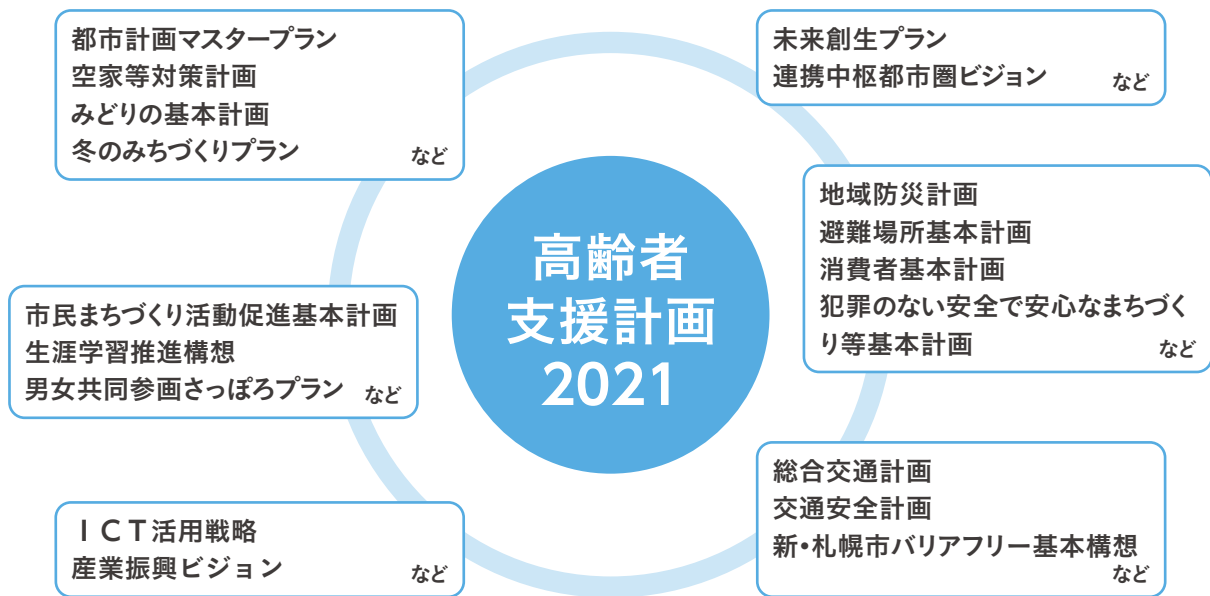 都市計画マスタープラン
空家等対策計画
みどりの基本計画
冬のみちづくりプラン など
未来創生プラン
連携中枢都市圏ビジョン など
高齢者
支援計画
2021
地域防災計画
避難場所基本計画
消費者基本計画
犯罪のない安全で安心なまちづく
り等基本計画 など
市民まちづくり活動促進基本計画
生涯学習推進構想
男女共同参画さっぽろプラン など
ＩＣＴ活用戦略
産業振興ビジョン など
総合交通計画
交通安全計画
新・札幌市バリアフリー基本構想
など